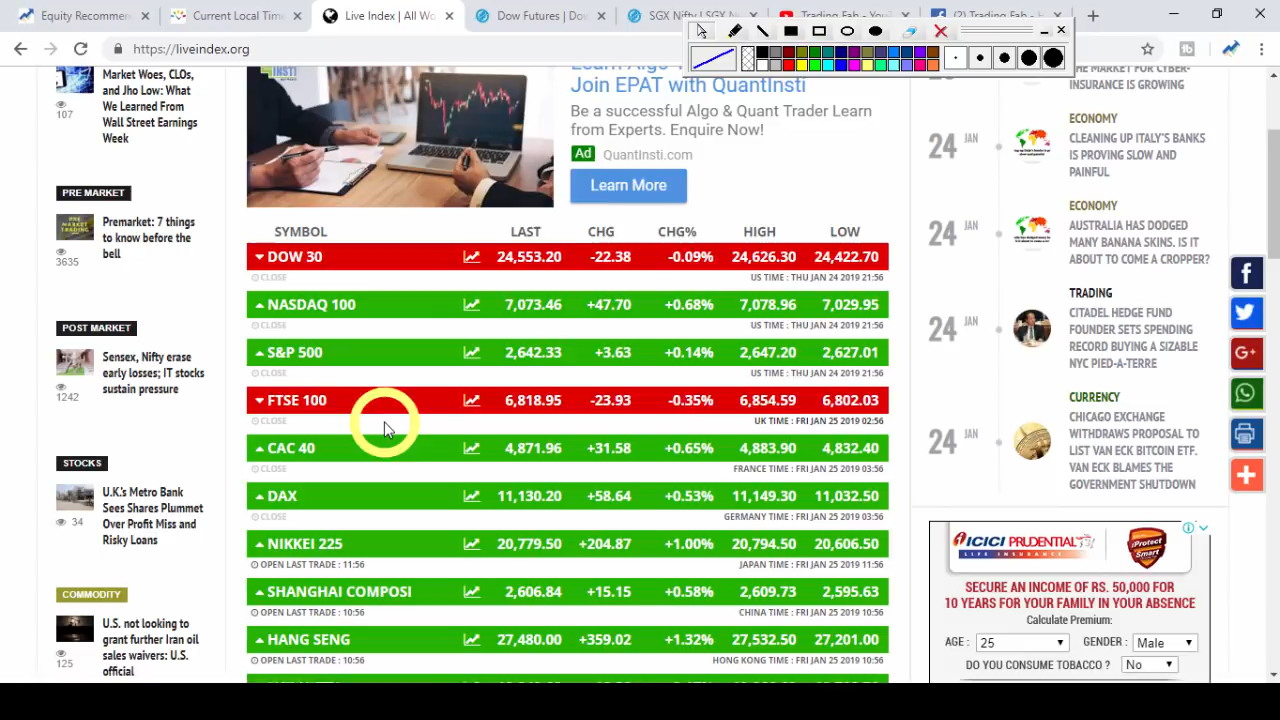 Equity Recomm
Current Local Time
Live Index | All Wo
Dow Futures | Do
SGX Nifty | SGX N
Trading Fab - You
(2) Trading Fab |
https://liveindex.org
Market Woes, CLOs,
and Jho Low: What
We Learned From
Wall Street Earnings
Week
107
PRE MARKET
Premarket: 7 things
to know before the
bell
3635
POST MARKET
Sensex, Nifty erase
early losses; IT stocks
sustain pressure
1242
STOCKS
U.K.'s Metro Bank
Sees Shares Plummet
Over Profit Miss and
Risky Loans
34
COMMODITY
U.S. not looking to
grant further Iran oil
sales waivers: U.S.
official
125
INSTI
Join EPAT with QuantInsti
Be a successful Algo & Quant Trader Learn
from Experts. Enquire Now!
Ad QuantInsti.com
Learn More
SYMBOL LAST CHG CHG% HIGH LOW
DOW 30 24,553.20 -22.38 -0.09% 24,626.30 24,422.70
CLOSE US TIME : THU JAN 24 2019 21:56
NASDAQ 100 7,073.46 +47.70 +0.68% 7,078.96 7,029.95
CLOSE US TIME : THU JAN 24 2019 21:56
S&P 500 2,642.33 +3.63 +0.14% 2,647.20 2,627.01
CLOSE US TIME : THU JAN 24 2019 21:56
FTSE 100 6,818.95 -23.93 -0.35% 6,854.59 6,802.03
CLOSE UK TIME : FRI JAN 25 2019 02:56
CAC 40 4,871.96 +31.58 +0.65% 4,883.90 4,832.40
CLOSE FRANCE TIME : FRI JAN 25 2019 03:56
DAX 11,130.20 +58.64 +0.53% 11,149.30 11,032.50
CLOSE GERMANY TIME : FRI JAN 25 2019 03:56
NIKKEI 225 20,779.50 +204.87 +1.00% 20,794.50 20,606.50
OPEN LAST TRADE : 11:56 JAPAN TIME : FRI JAN 25 2019 11:56
SHANGHAI COMPOSI 2,606.84 +15.15 +0.58% 2,609.73 2,595.63
OPEN LAST TRADE : 10:56 CHINA TIME : FRI JAN 25 2019 10:56
HANG SENG 27,480.00 +359.02 +1.32% 27,532.50 27,201.00
OPEN LAST TRADE : 10:56 HONG KONG TIME : FRI JAN 25 2019 10:56
JAN
THE MARKET FOR CYBER-
INSURANCE IS GROWING
24 JAN
ECONOMY
CLEANING UP ITALY'S BANKS
IS PROVING SLOW AND
PAINFUL
24 JAN
ECONOMY
AUSTRALIA HAS DODGED
MANY BANANA SKINS. IS IT
ABOUT TO COME A CROPPER?
24 JAN
TRADING
CITADEL HEDGE FUND
FOUNDER SETS SPENDING
RECORD BUYING A SIZABLE
NYC PIED-A-TERRE
24 JAN
CURRENCY
CHICAGO EXCHANGE
WITHDRAWS PROPOSAL TO
LIST VAN ECK BITCOIN ETF.
VAN ECK BLAMES THE
GOVERNMENT SHUTDOWN
ICICI PRUDENTIAL
LIFE INSURANCE
iProtect
Smart
SECURE AN INCOME OF RS. 50,000 FOR
10 YEARS FOR YOUR FAMILY IN YOUR ABSENCE
Calculate Premium:
AGE : 25 GENDER : Male
DO YOU CONSUME TOBACCO ? No